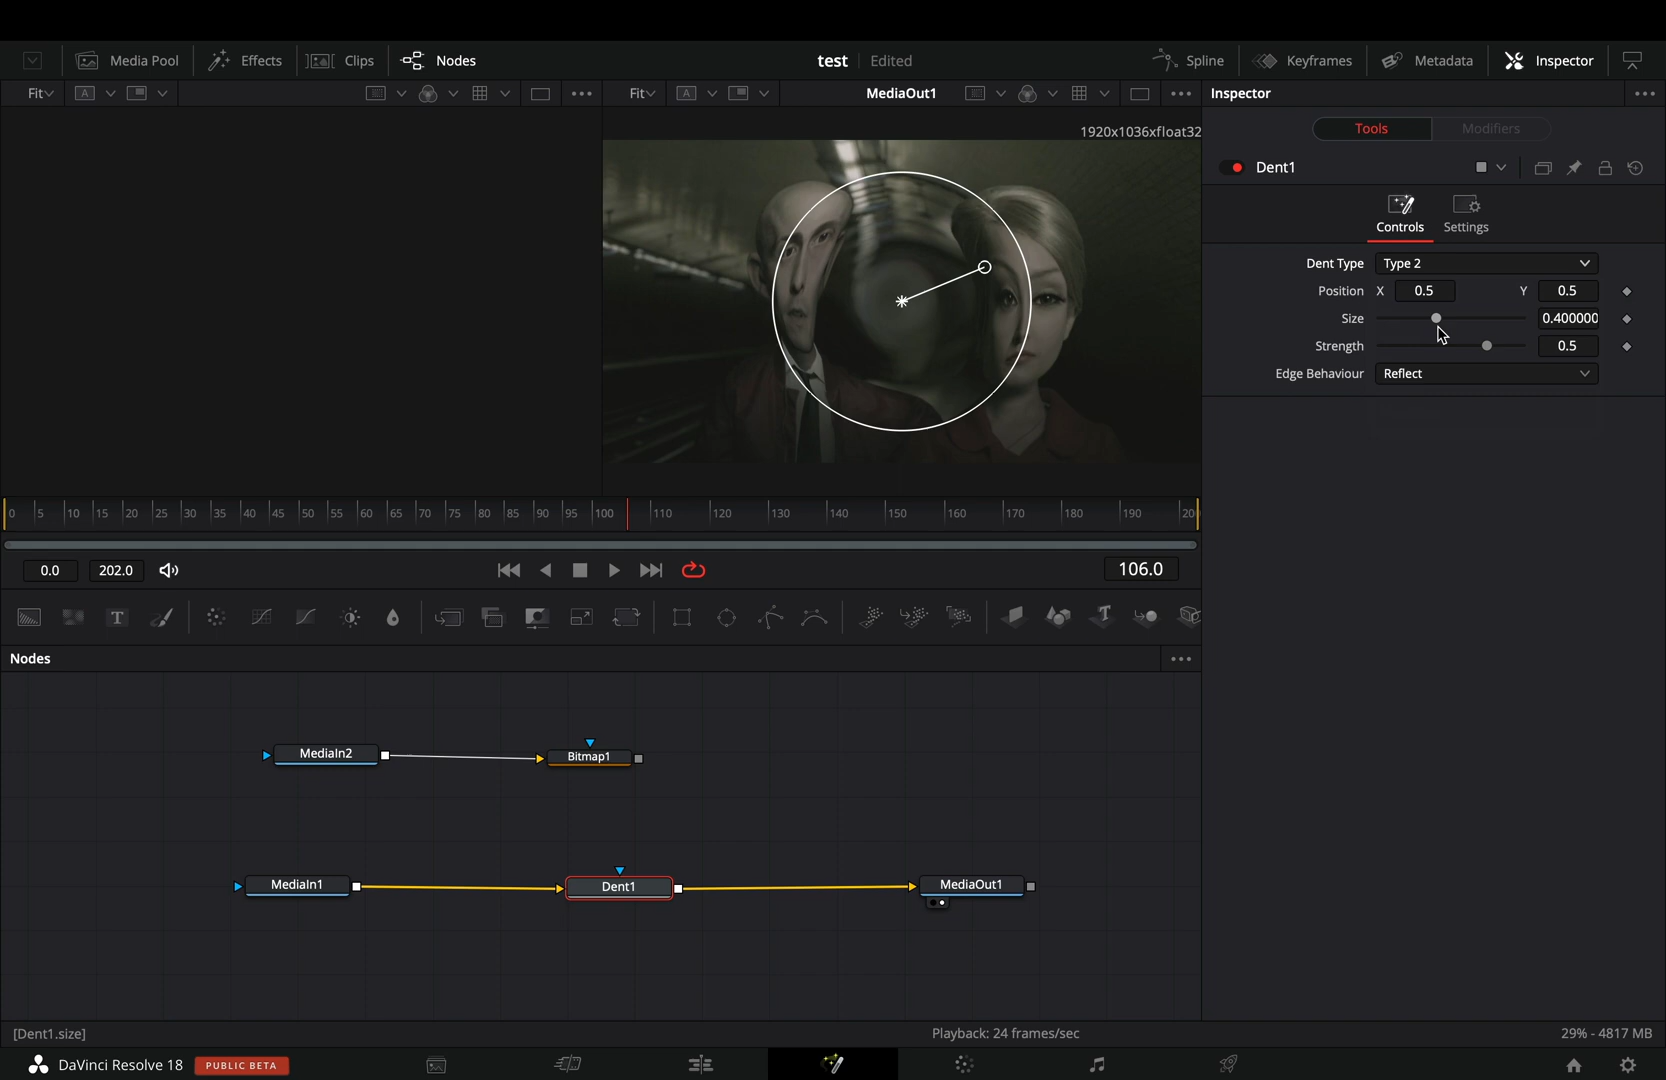 Media Pool Effects Clips Nodes test Edited Spline Keyframes Metadata Inspector
Fit A Fit A MediaOut1 Inspector
1920x1036xfloat32
Tools Modifiers
Dent1
Controls Settings
Dent Type Type 2
Position X 0.5 Y 0.5
Size 0.400000
Strength 0.5
Edge Behaviour Reflect
0 5 10 15 20 25 30 35 40 45 50 55 60 65 70 75 80 85 90 95 100 110 120 130 140 150 160 170 180 190 20
0.0 202.0 106.0
T T
Nodes
MediaIn2 Bitmap1
MediaIn1 Dent1 MediaOut1
[Dent1.size] Playback: 24 frames/sec 29% - 4817 MB
DaVinci Resolve 18 PUBLIC BETA